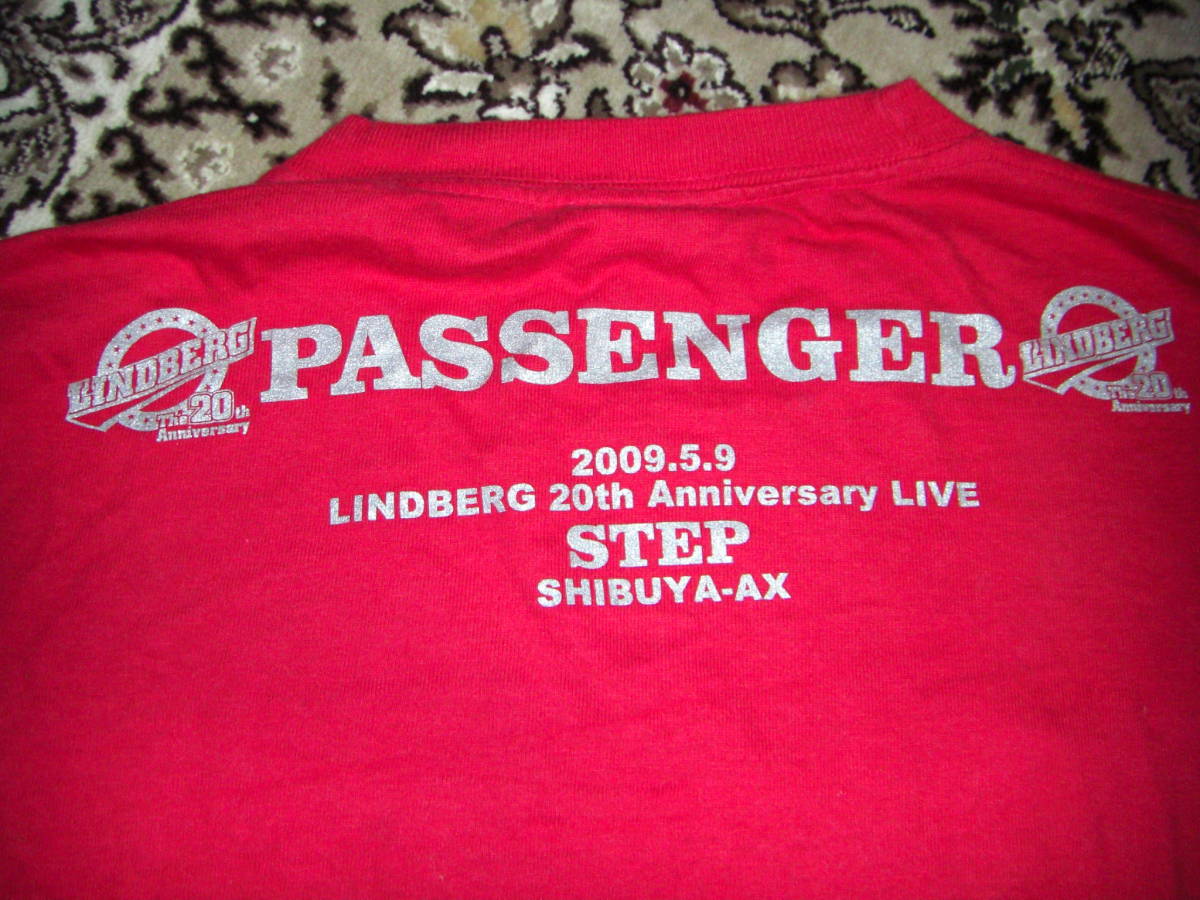 LINDBERG
The 20th
Anniversary
PASSENGER
LINDBERG
The 20th
Anniversary
2009.5.9
LINDBERG 20th Anniversary LIVE
STEP
SHIBUYA-AX